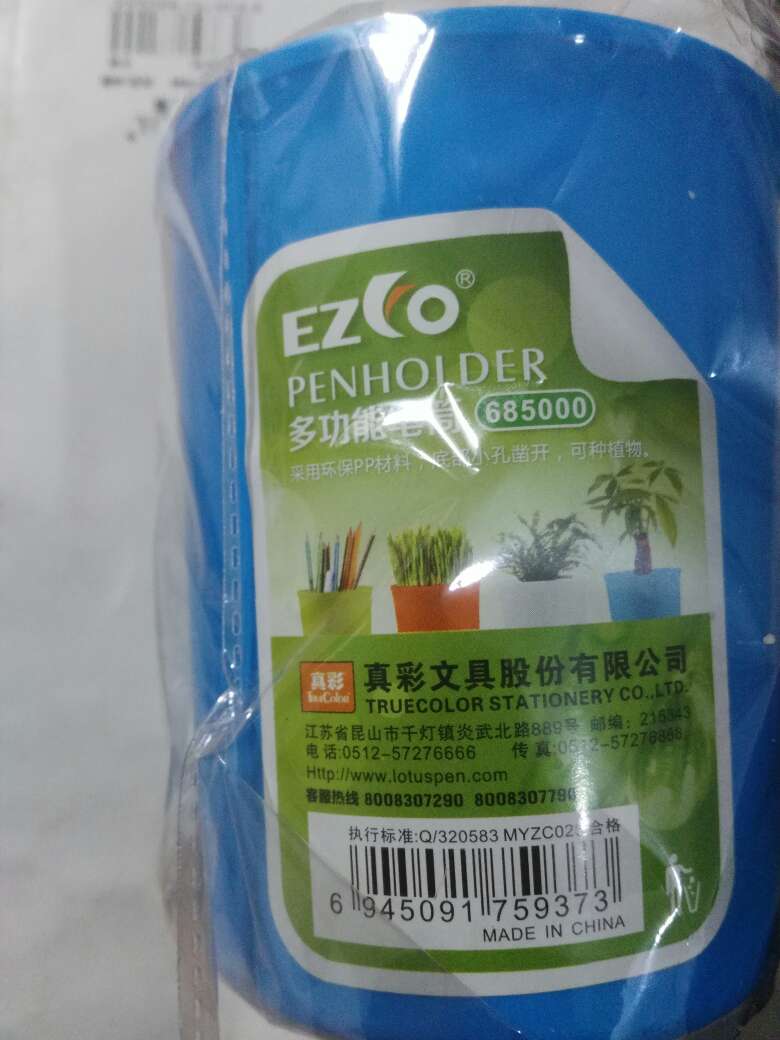 EZCO®
PENHOLDER
多功能笔筒 685000
采用环保PP材料，底部小孔凿开，可种植物。
真彩 TrueColor
真彩文具股份有限公司
TRUECOLOR STATIONERY CO.,LTD.
江苏省昆山市千灯镇炎武北路889号 邮编：215343
电话:0512-57276666 传真:0512-57276868
Http://www.lotuspen.com
客服热线 8008307290 8008307790
执行标准:Q/320583 MYZC023 合格
6 945091 759373
MADE IN CHINA